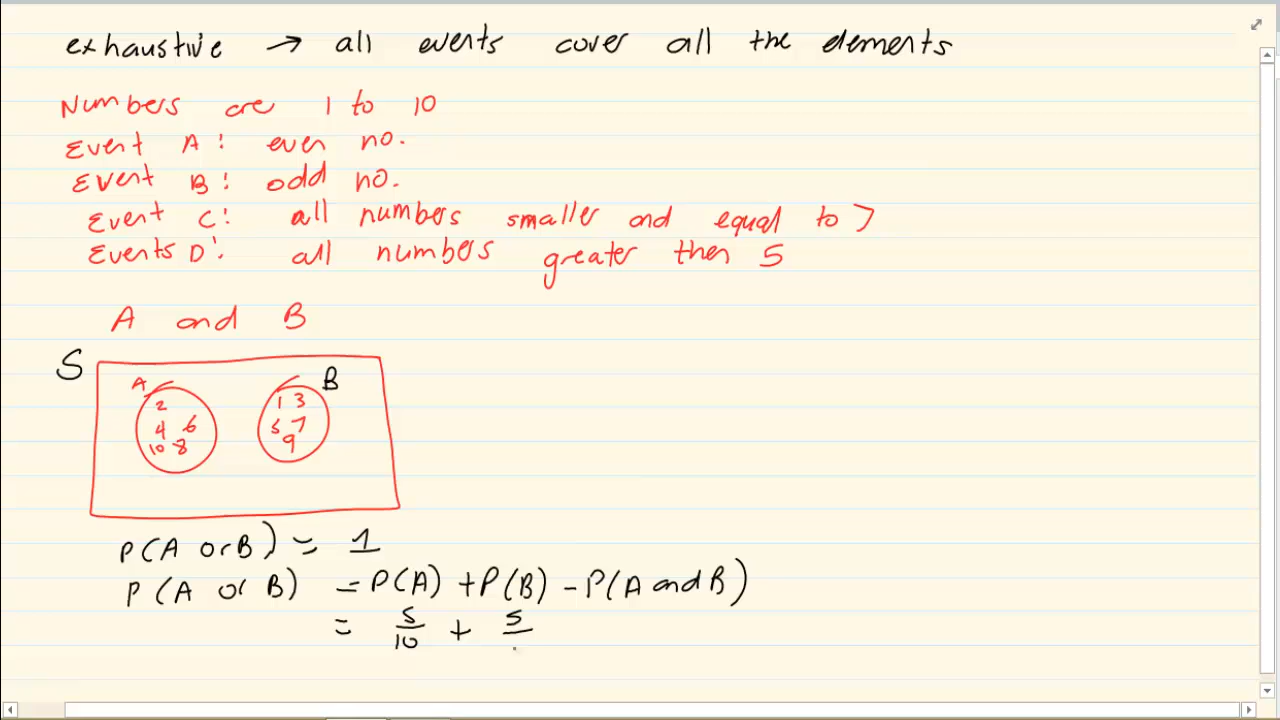 exhaustive → all events cover all the elements
Numbers are 1 to 10
Event A: even no.
Event B: odd no.
Event C: all numbers smaller and equal to 7
Events D: all numbers greater then 5
A and B
S
A B
2 1 3
4 6 5 7
10 8 9
P(A or B) = 1
P(A or B) = P(A) + P(B) - P(A and B)
= 5/10 + 5/